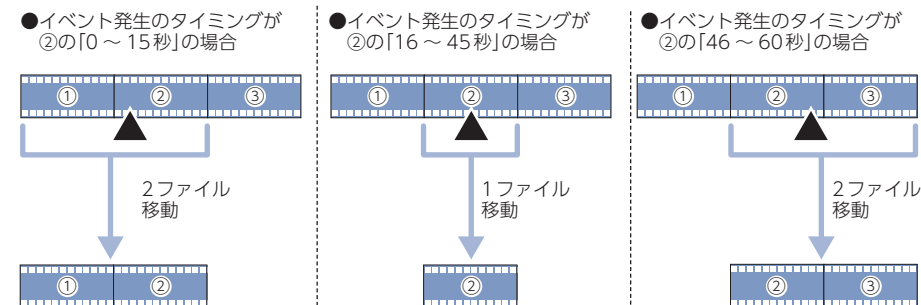 ●イベント発生のタイミングが
②の「0 ～ 15秒」の場合
① ② ③
2ファイル
移動
① ②
●イベント発生のタイミングが
②の「16 ～ 45秒」の場合
① ② ③
1ファイル
移動
②
●イベント発生のタイミングが
②の「46 ～ 60秒」の場合
① ② ③
2ファイル
移動
② ③